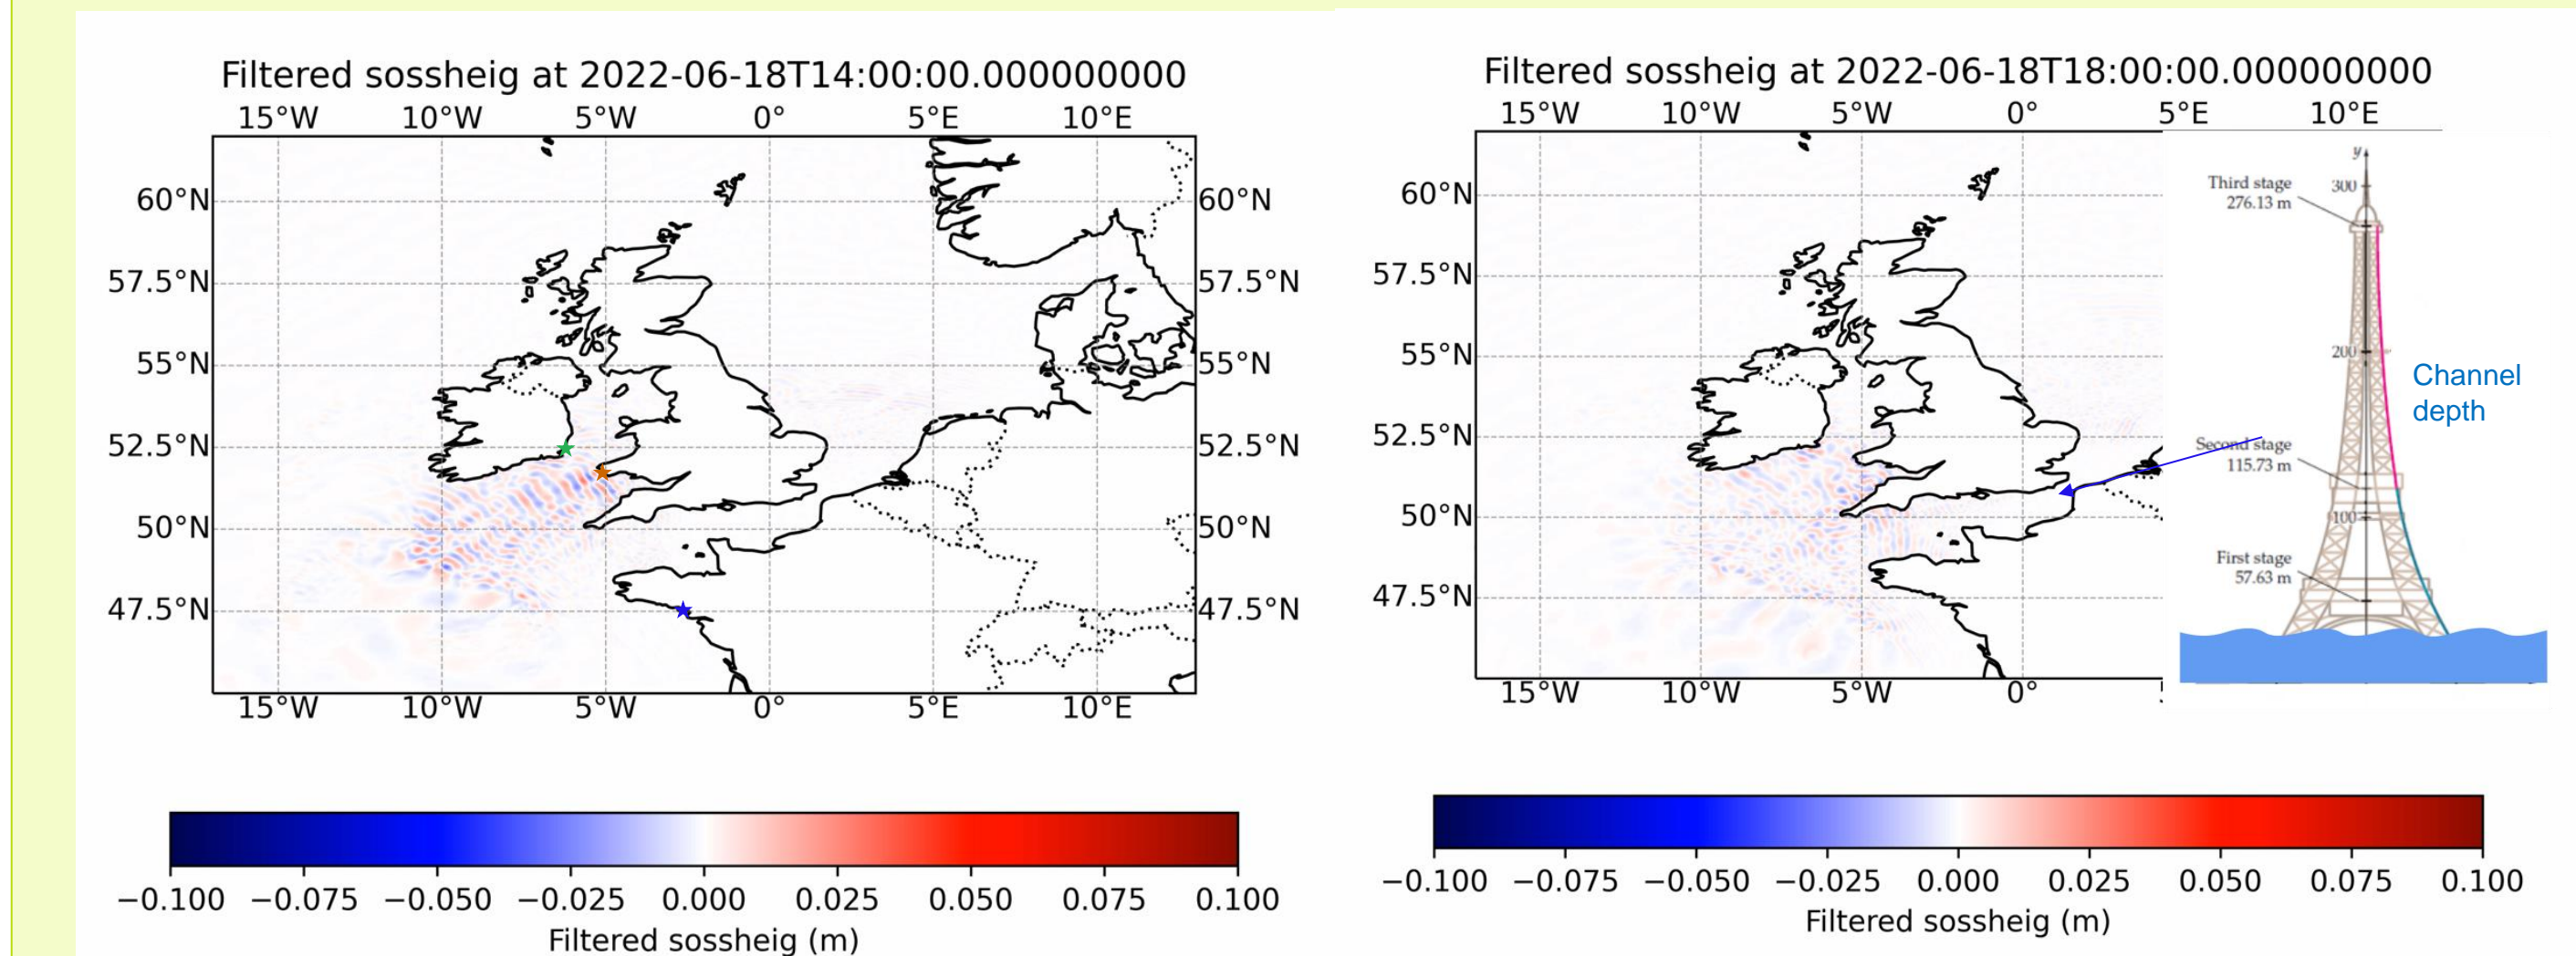 Filtered sossheig at 2022-06-18T14:00:00.000000000
15°W 10°W 5°W 0° 5°E 10°E
60°N 60°N
57.5°N 57.5°N
55°N 55°N
52.5°N 52.5°N
50°N 50°N
47.5°N 47.5°N
15°W 10°W 5°W 0° 5°E 10°E
−0.100 −0.075 −0.050 −0.025 0.000 0.025 0.050 0.075 0.100
Filtered sossheig (m)
Filtered sossheig at 2022-06-18T18:00:00.000000000
15°W 10°W 5°W 0° 5°E 10°E
60°N
57.5°N
55°N
52.5°N
50°N
47.5°N
15°W 10°W 5°W 0°
y
Third stage
276.13 m
300
200
Channel
depth
Second stage
115.73 m
100
First stage
57.63 m
−0.100 −0.075 −0.050 −0.025 0.000 0.025 0.050 0.075 0.100
Filtered sossheig (m)